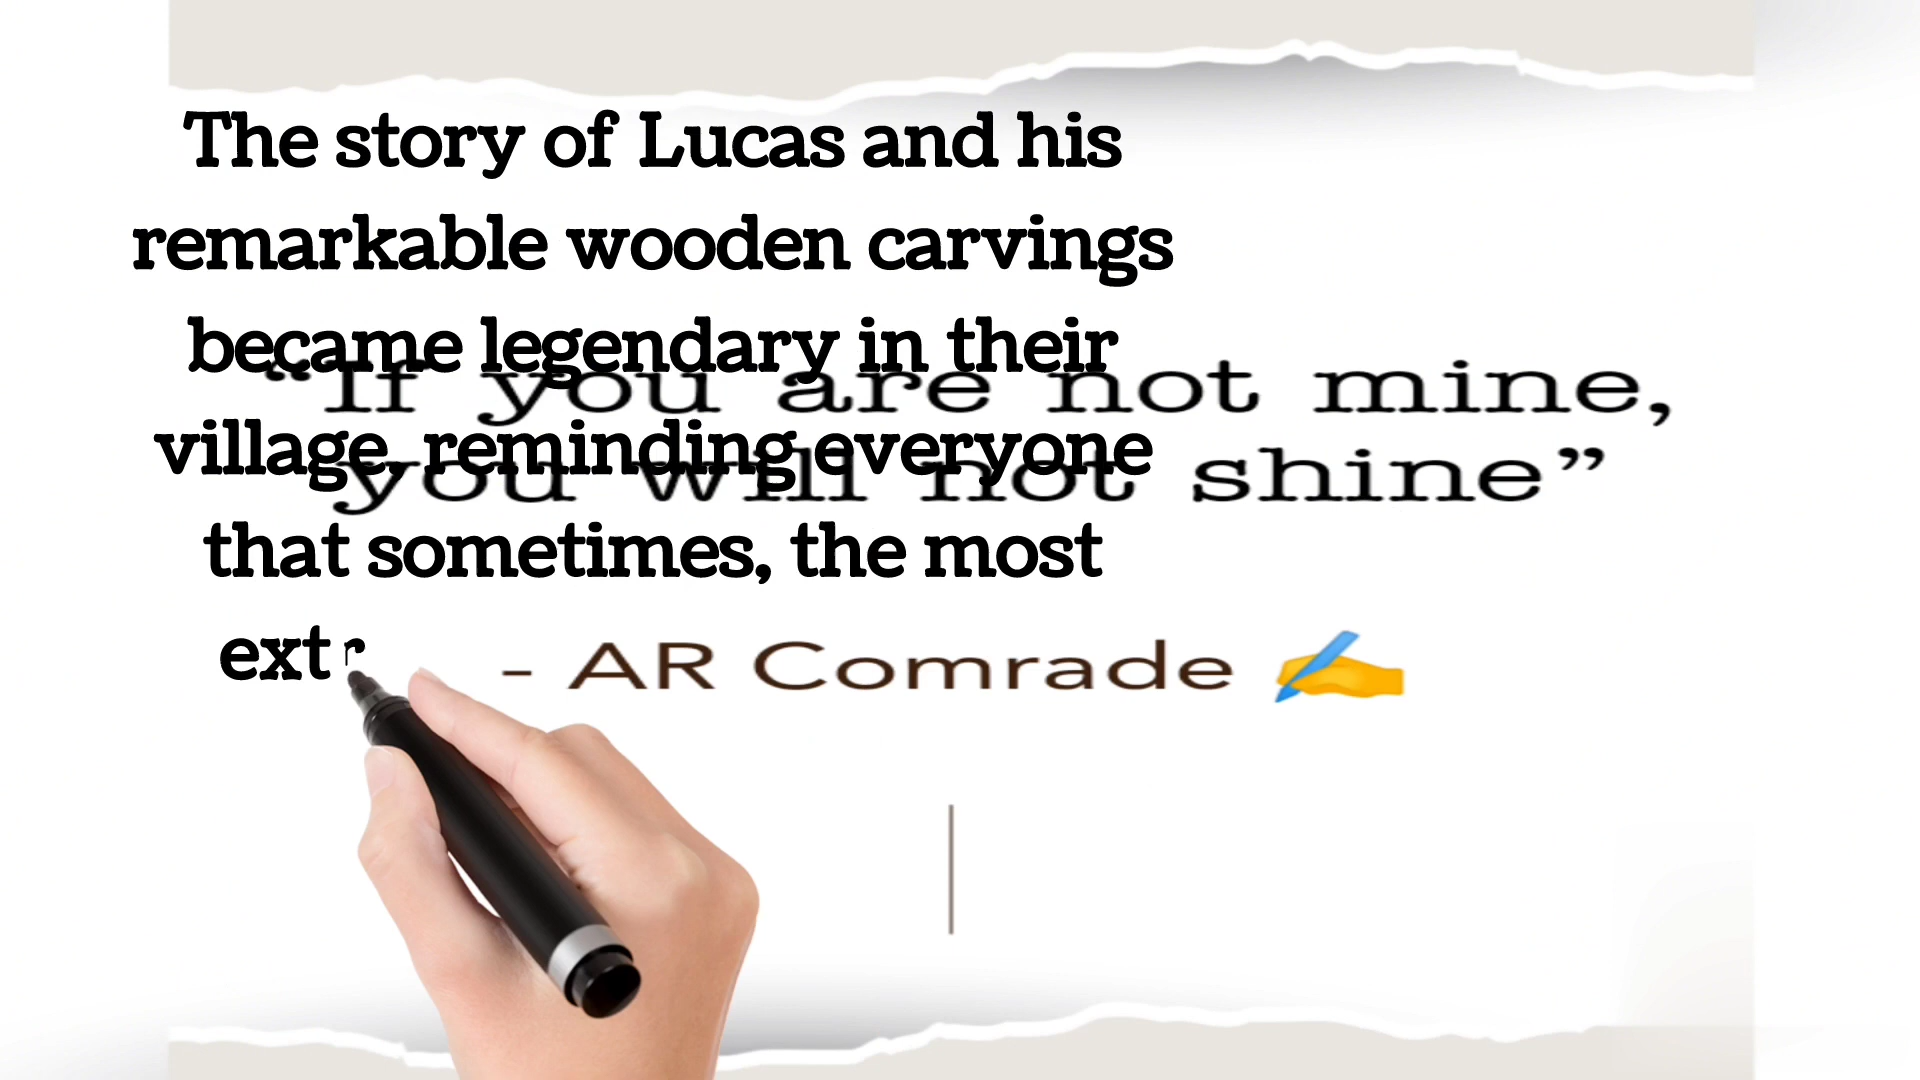 The story of Lucas and his
remarkable wooden carvings
became legendary in their
village, reminding everyone
that sometimes, the most
extr
“If you are not mine,
you will not shine”
- AR Comrade ✍